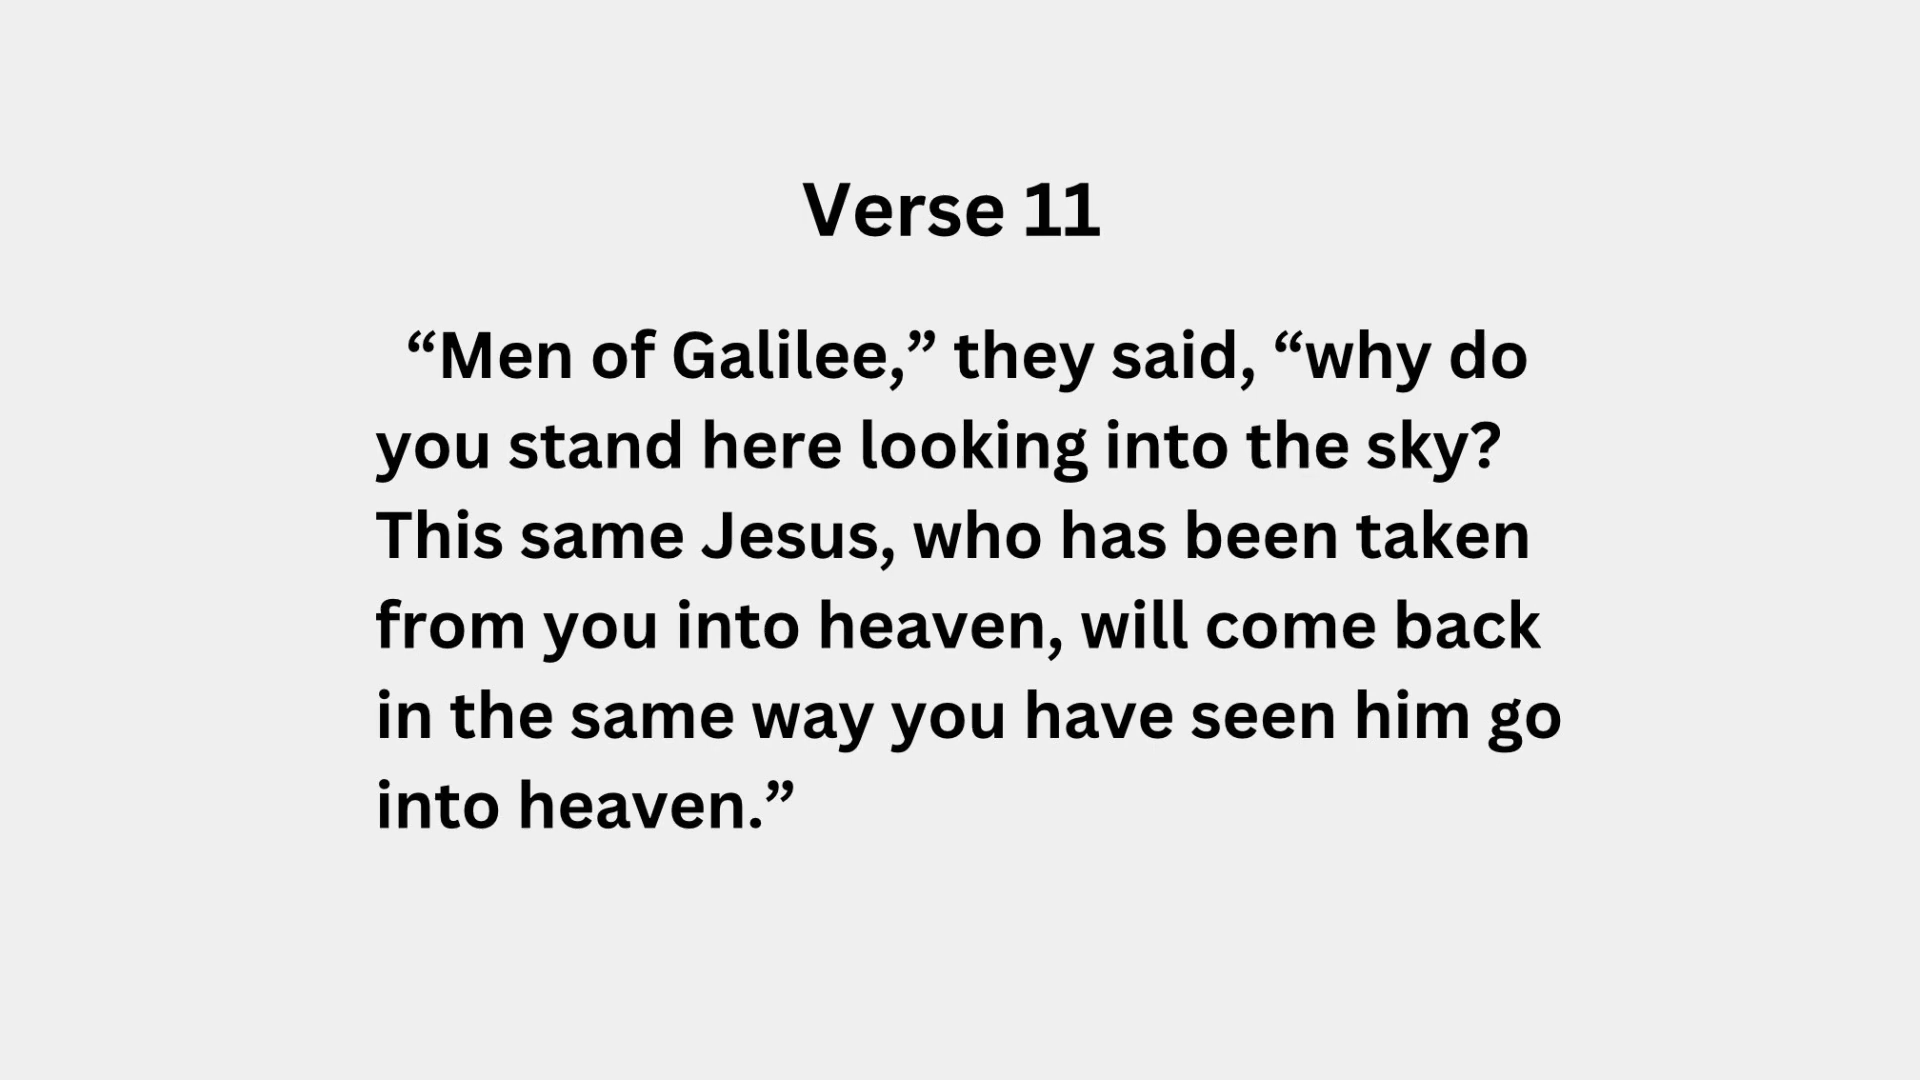 Verse 11
“Men of Galilee,” they said, “why do
you stand here looking into the sky?
This same Jesus, who has been taken
from you into heaven, will come back
in the same way you have seen him go
into heaven.”